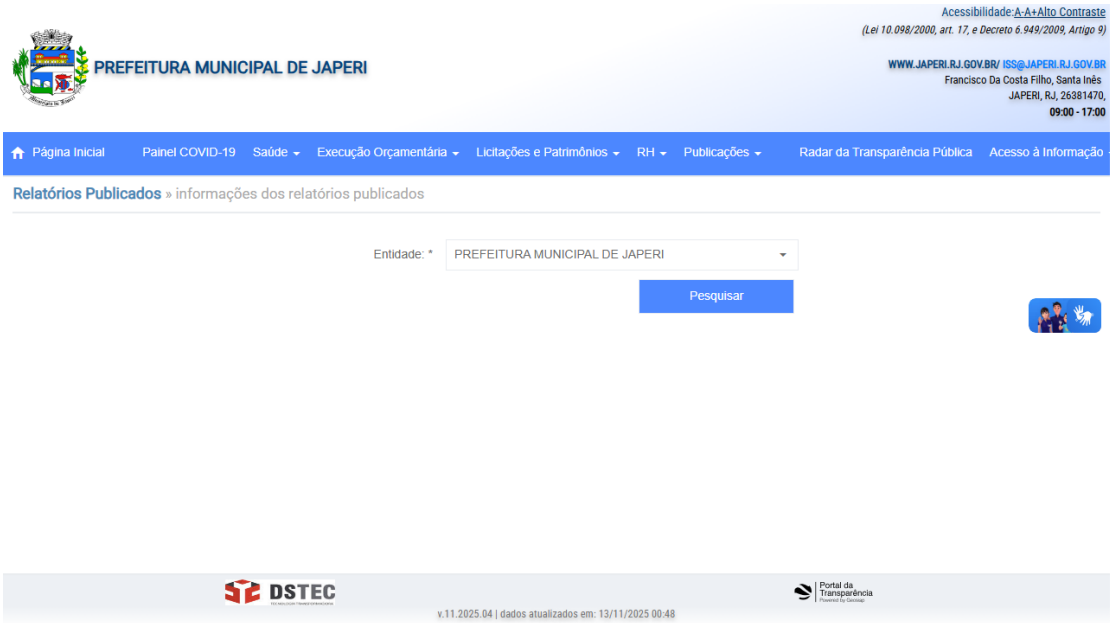 Acessibilidade:A-A+Alto Contraste
(Lei 10.098/2000, art. 17, e Decreto 6.949/2009, Artigo 9)
PREFEITURA MUNICIPAL DE JAPERI
WWW.JAPERI.RJ.GOV.BR/ ISS@JAPERI.RJ.GOV.BR
Francisco Da Costa Filho, Santa Inês
JAPERI, RJ, 26381470,
09:00 - 17:00
Página Inicial Painel COVID-19 Saúde Execução Orçamentária Licitações e Patrimônios RH Publicações Radar da Transparência Pública Acesso à Informação
Relatórios Publicados » informações dos relatórios publicados
Entidade: * PREFEITURA MUNICIPAL DE JAPERI
Pesquisar
DSTEC
Portal da
Transparência
v.11.2025.04 | dados atualizados em: 13/11/2025 00:48